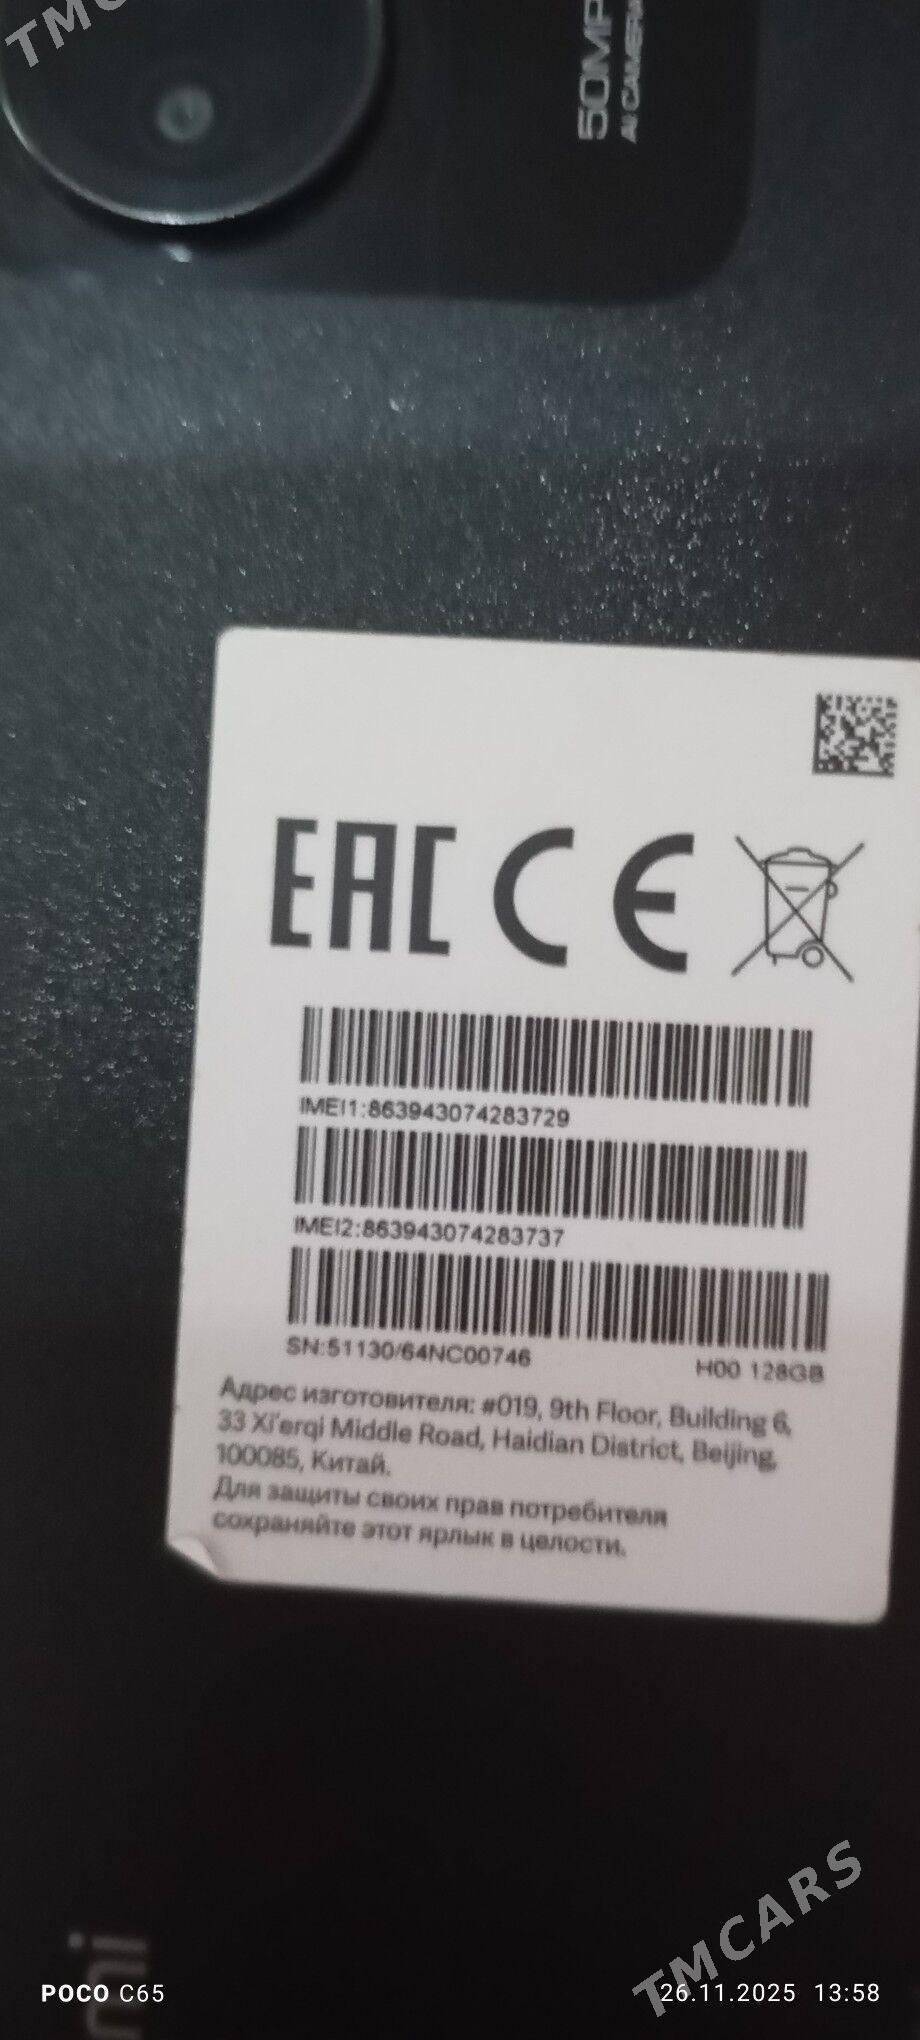 TMC
50MP
AI CAMERA
EAC CE
IMEI1:863943074283729
IMEI2:863943074283737
SN:51130/64NC00746
H00 128GB
Адрес изготовителя: #019, 9th Floor, Building 6,
33 Xi'erqi Middle Road, Haidian District, Beijing,
100085, Китай.
Для защиты своих прав потребителя
сохраняйте этот ярлык в целости.
TMCARS
POCO C65
26.11.2025 13:58